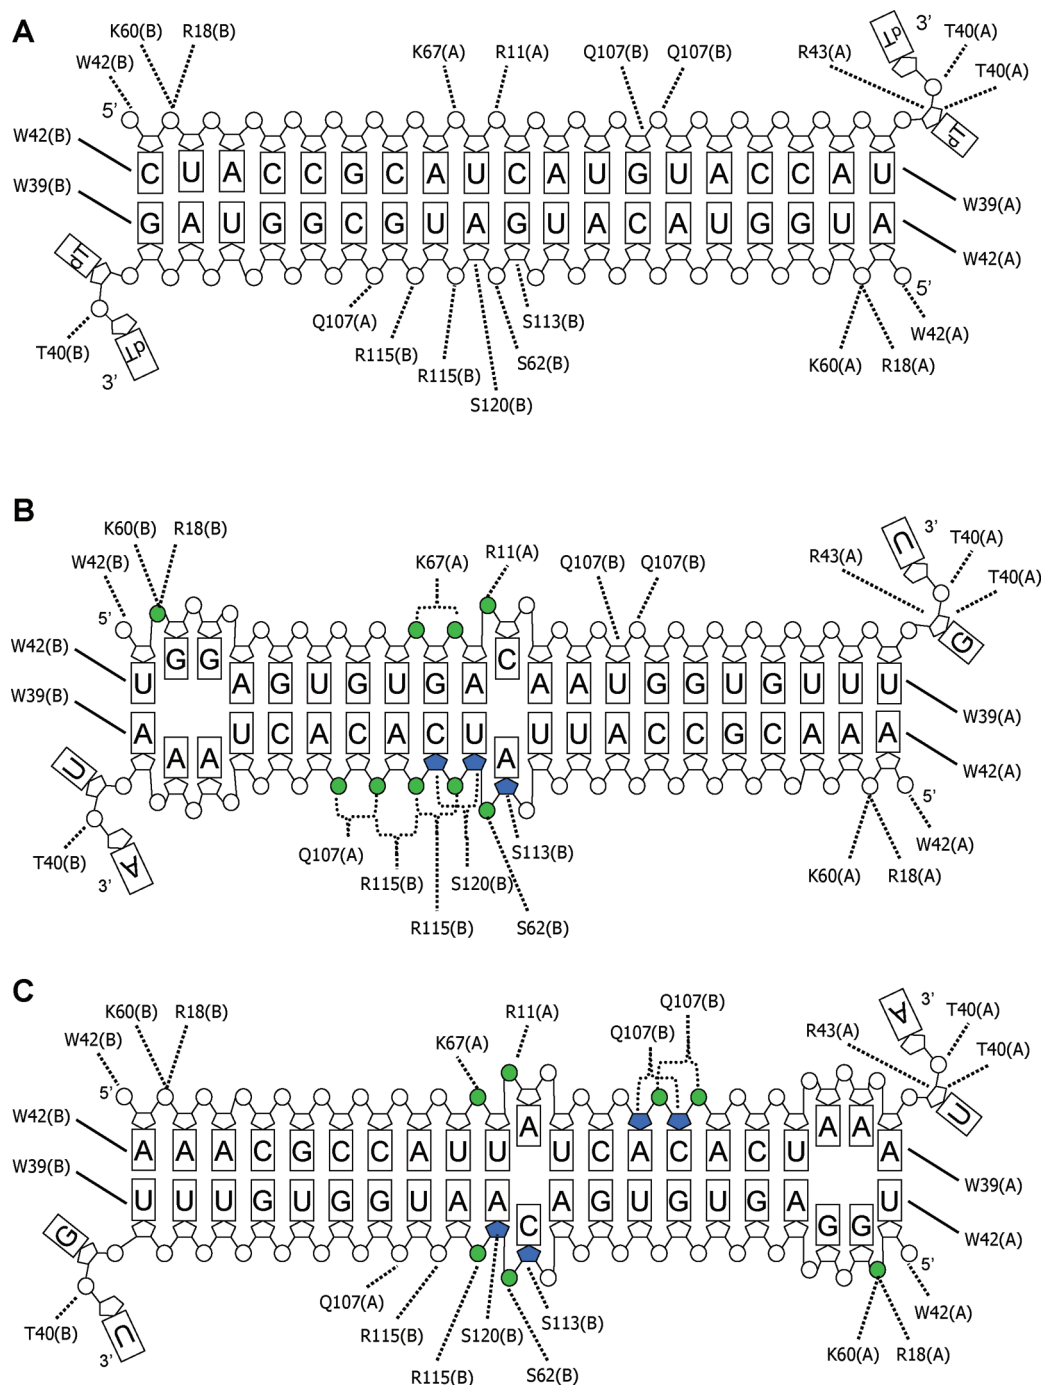 A
K60(B) R18(B)
W42(B)
K67(A) R11(A) Q107(B) Q107(B)
dT 3'
R43(A) T40(A)
T40(A)
dT
5'
W42(B)
C U A C C G C A U C A U G U A C C A U
W39(B)
W39(A)
G A U G G C G U A G U A C A U G G U A
W42(A)
dT
5'
Q107(A) S113(B)
W42(A)
T40(B)
R115(B) S62(B)
K60(A) R18(A)
dT
3'
R115(B)
S120(B)
B
K60(B) R18(B)
W42(B)
K67(A) R11(A) Q107(B) Q107(B)
U 3'
R43(A) T40(A)
T40(A)
G
5'
W42(B)
U G G A G U G U G A C A A U G G U G U U U
W39(B)
W39(A)
A A A U C A C A C U A U U A C C G C A A A
W42(A)
U
5'
Q107(A) S113(B)
W42(A)
T40(B)
R115(B) S120(B)
K60(A) R18(A)
A
3'
R115(B) S62(B)
C
K60(B) R18(B)
W42(B)
K67(A) R11(A) Q107(B) Q107(B)
A 3'
R43(A) T40(A)
T40(A)
U
5'
W42(B)
A A A C G C C A U U A U C A C A C U A A A
W39(B)
W39(A)
U U U G U G G U A A C A G U G U G A G G U
W42(A)
G
5'
Q107(A) S113(B)
W42(A)
T40(B)
R115(B) S120(B)
K60(A) R18(A)
U
3'
R115(B) S62(B)